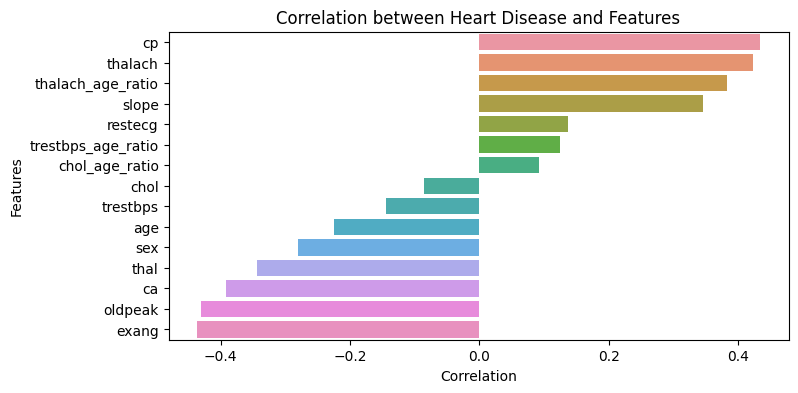 Correlation between Heart Disease and Features
cp
thalach
thalach_age_ratio
slope
restecg
trestbps_age_ratio
chol_age_ratio
chol
trestbps
age
sex
thal
ca
oldpeak
exang
Features
−0.4 −0.2 0.0 0.2 0.4
Correlation